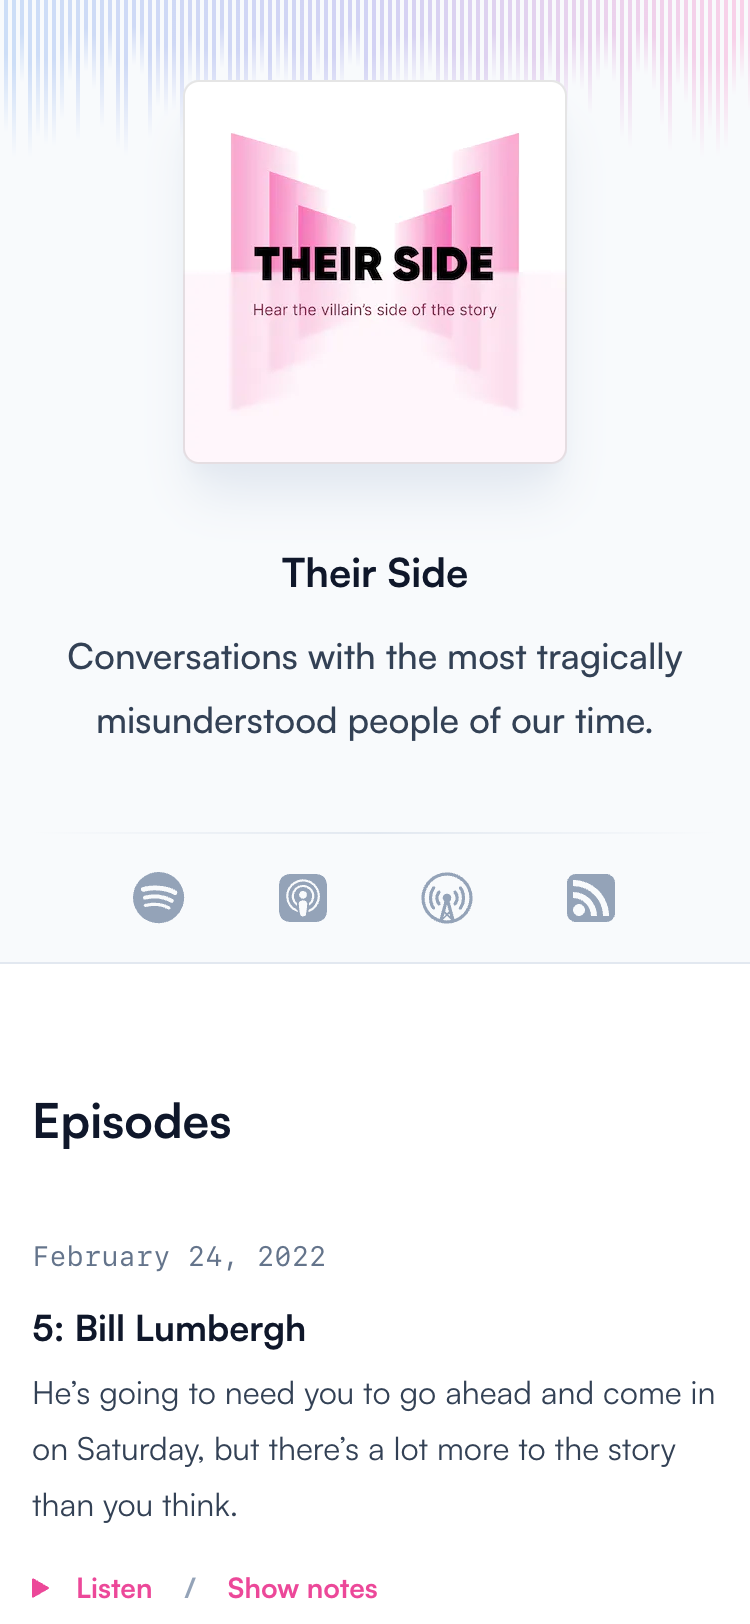 THEIR SIDE
Hear the villain’s side of the story
Their Side
Conversations with the most tragically
misunderstood people of our time.
Episodes
February 24, 2022
5: Bill Lumbergh
He’s going to need you to go ahead and come in
on Saturday, but there’s a lot more to the story
than you think.
Listen / Show notes